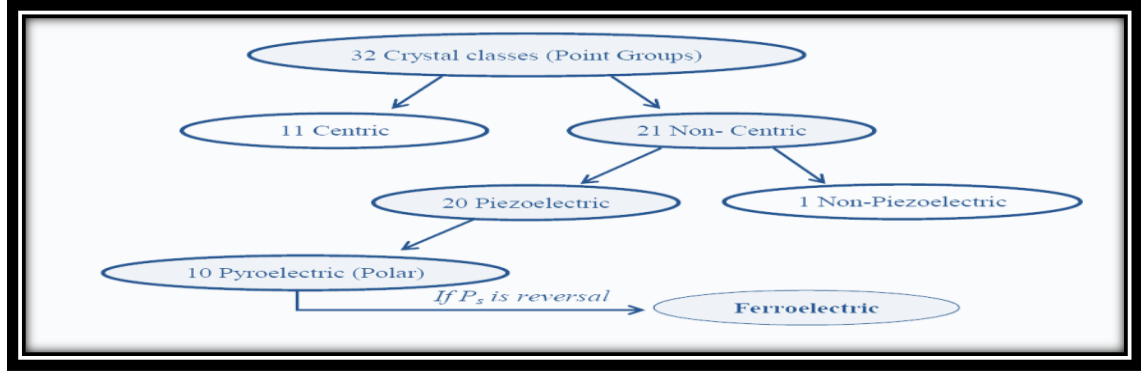 32 Crystal classes (Point Groups)
11 Centric
21 Non- Centric
20 Piezoelectric
1 Non-Piezoelectric
10 Pyroelectric (Polar)
If Ps is reversal
Ferroelectric